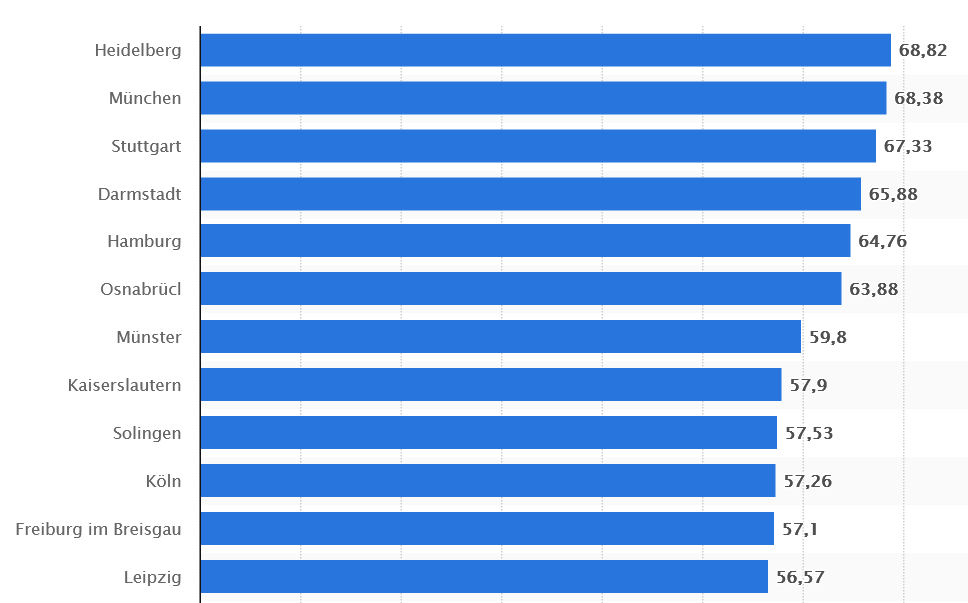 Heidelberg 68,82
München 68,38
Stuttgart 67,33
Darmstadt 65,88
Hamburg 64,76
Osnabrücl 63,88
Münster 59,8
Kaiserslautern 57,9
Solingen 57,53
Köln 57,26
Freiburg im Breisgau 57,1
Leipzig 56,57